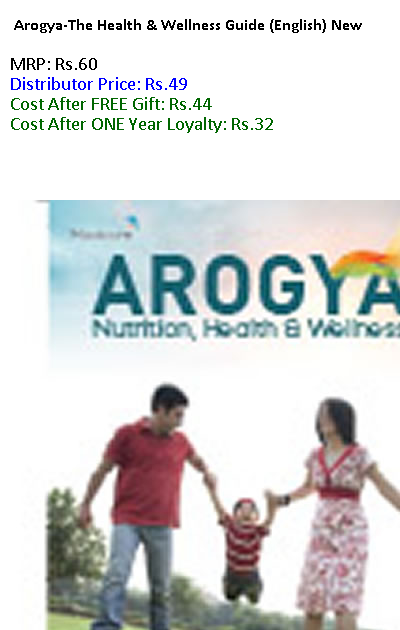 Arogya-The Health & Wellness Guide (English) New
MRP: Rs.60
Distributor Price: Rs.49
Cost After FREE Gift: Rs.44
Cost After ONE Year Loyalty: Rs.32
AROGYA
Nutrition, Health & Wellness